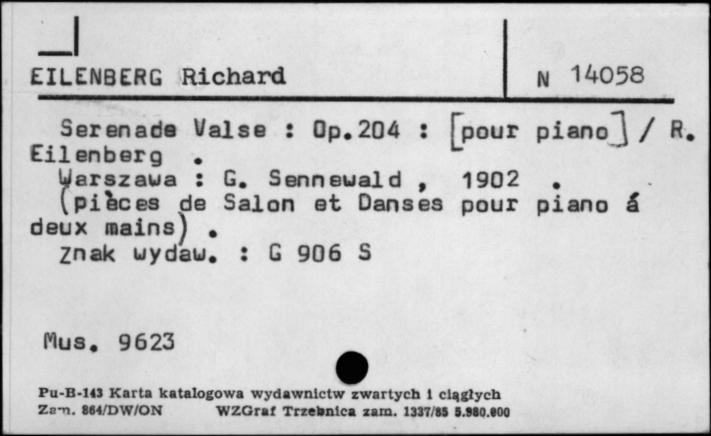 EILENBERG Richard
N 14058
Serenade Valse : Op.204 : [pour piano] / R.
Eilenberg .
Warszawa : G. Sennewald , 1902 .
(pièces de Salon et Danses pour piano á
deux mains) .
Znak wydaw. : G 906 S
Mus. 9623
Pu-B-143 Karta katalogowa wydawnictw zwartych i ciągłych
Zam. 864/DW/ON WZGraf Trzebnica zam. 1337/85 5.980.000